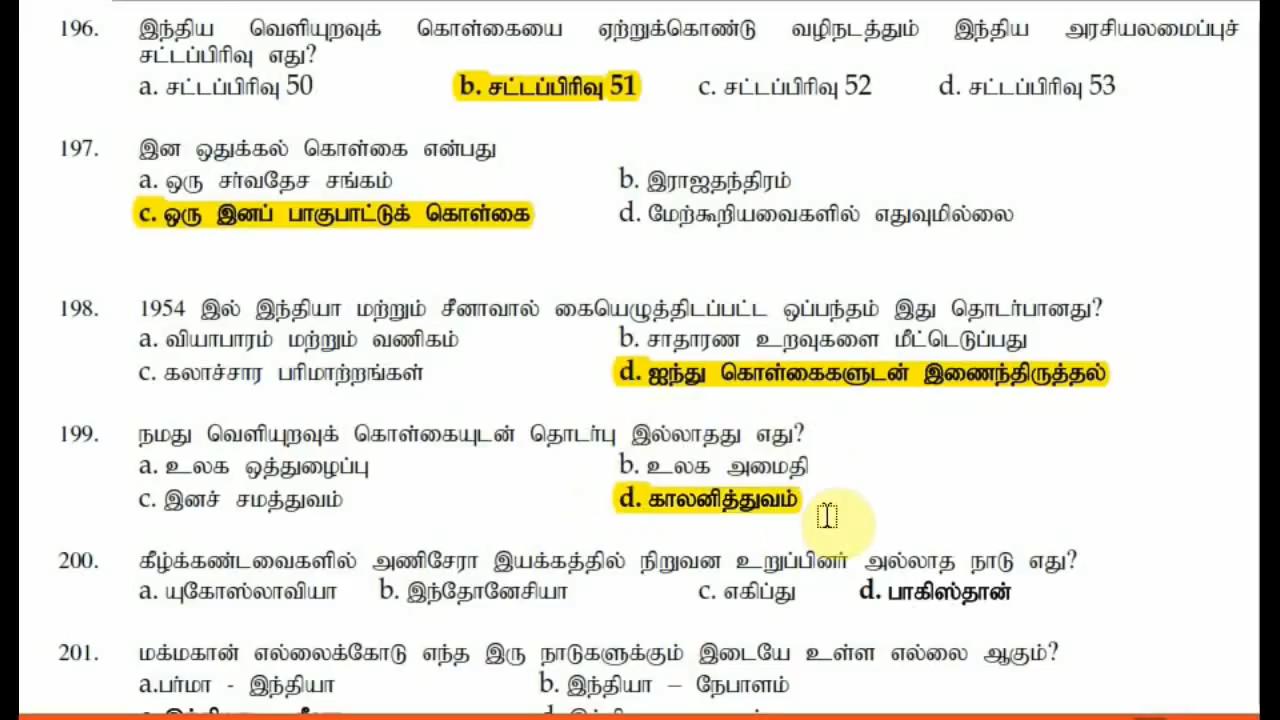 196. இந்திய வெளியுறவுக் கொள்கையை ஏற்றுக்கொண்டு வழிநடத்தும் இந்திய அரசியலமைப்புச்
சட்டப்பிரிவு எது?
a. சட்டப்பிரிவு 50 b. சட்டப்பிரிவு 51 c. சட்டப்பிரிவு 52 d. சட்டப்பிரிவு 53
197. இன ஒதுக்கல் கொள்கை என்பது
a. ஒரு சர்வதேச சங்கம் b. இராஜதந்திரம்
c. ஒரு இனப் பாகுபாட்டுக் கொள்கை d. மேற்கூறியவைகளில் எதுவுமில்லை
198. 1954 இல் இந்தியா மற்றும் சீனாவால் கையெழுத்திடப்பட்ட ஒப்பந்தம் இது தொடர்பானது?
a. வியாபாரம் மற்றும் வணிகம் b. சாதாரண உறவுகளை மீட்டெடுப்பது
c. கலாச்சார பரிமாற்றங்கள் d. ஐந்து கொள்கைகளுடன் இணைந்திருத்தல்
199. நமது வெளியுறவுக் கொள்கையுடன் தொடர்பு இல்லாதது எது?
a. உலக ஒத்துழைப்பு b. உலக அமைதி
c. இனச் சமத்துவம் d. காலனித்துவம்
200. கீழ்க்கண்டவைகளில் அணிசேரா இயக்கத்தில் நிறுவன உறுப்பினர் அல்லாத நாடு எது?
a. யுகோஸ்லாவியா b. இந்தோனேசியா c. எகிப்து d. பாகிஸ்தான்
201. மக்மகான் எல்லைக்கோடு எந்த இரு நாடுகளுக்கும் இடையே உள்ள எல்லை ஆகும்?
a.பர்மா - இந்தியா b. இந்தியா – நேபாளம்